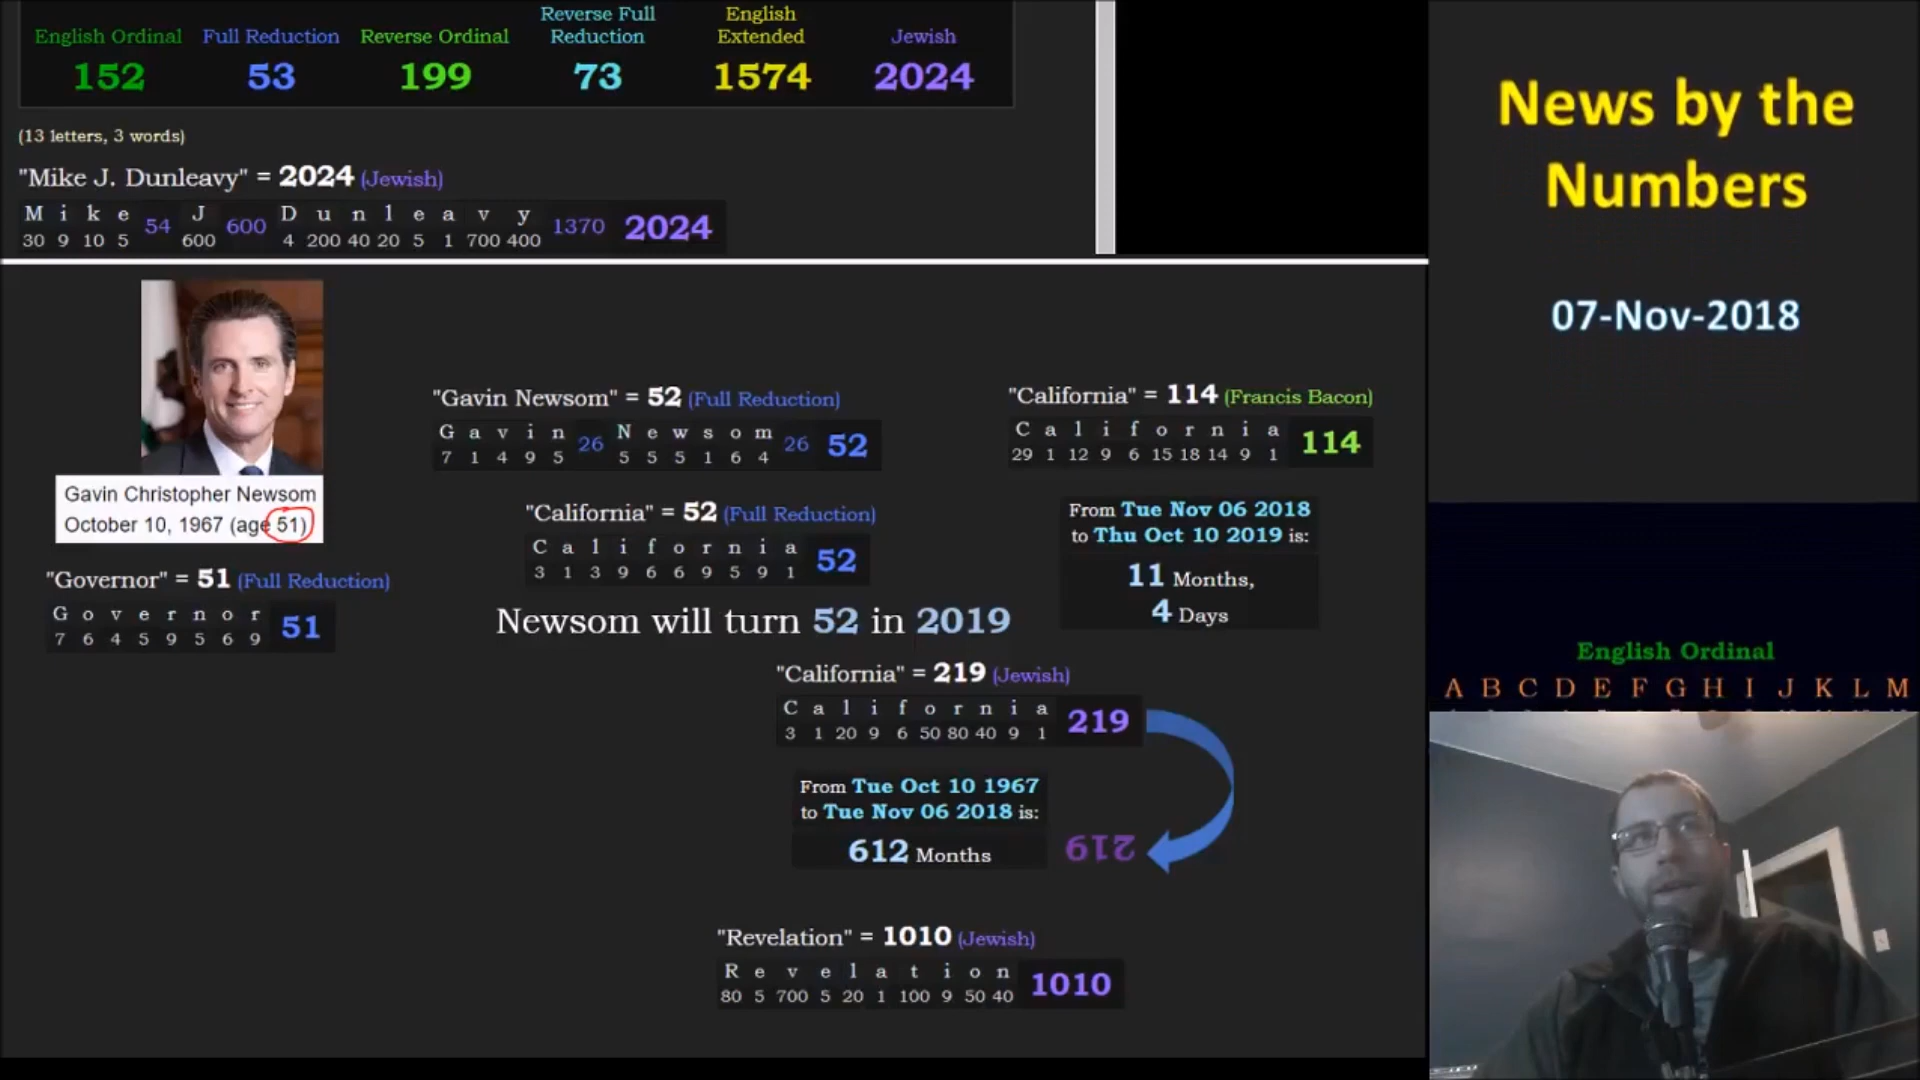 English Ordinal Full Reduction Reverse Ordinal Reverse Full Reduction English Extended Jewish
152 53 199 73 1574 2024
(13 letters, 3 words)
"Mike J. Dunleavy" = 2024 (Jewish)
M i k e 54 J 600 D u n l e a v y 1370 2024
30 9 10 5 600 4 200 40 20 5 1 700 400
Gavin Christopher Newsom
October 10, 1967 (age 51)
"Governor" = 51 (Full Reduction)
G o v e r n o r 51
7 6 4 5 9 5 6 9
"Gavin Newsom" = 52 (Full Reduction)
G a v i n 26 N e w s o m 26 52
7 1 4 9 5 5 5 5 1 6 4
"California" = 52 (Full Reduction)
C a l i f o r n i a 52
3 1 3 9 6 6 9 5 9 1
Newsom will turn 52 in 2019
"California" = 114 (Francis Bacon)
C a l i f o r n i a 114
29 1 12 9 6 15 18 14 9 1
From Tue Nov 06 2018
to Thu Oct 10 2019 is:
11 Months,
4 Days
"California" = 219 (Jewish)
C a l i f o r n i a 219
3 1 20 9 6 50 80 40 9 1
From Tue Oct 10 1967
to Tue Nov 06 2018 is:
612 Months
219
"Revelation" = 1010 (Jewish)
R e v e l a t i o n 1010
80 5 700 5 20 1 100 9 50 40
News by the
Numbers
07-Nov-2018
English Ordinal
A B C D E F G H I J K L M